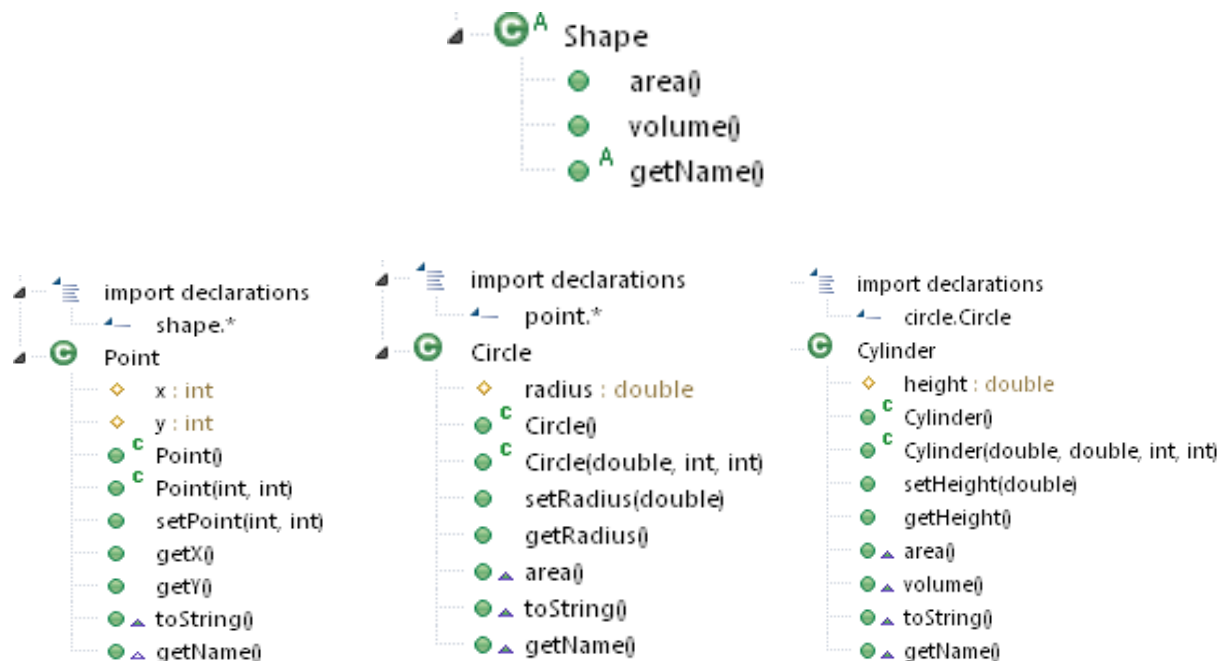 Shape
area()
volume()
getName()
import declarations
shape.*
Point
x : int
y : int
Point()
Point(int, int)
setPoint(int, int)
getX()
getY()
toString()
getName()
import declarations
point.*
Circle
radius : double
Circle()
Circle(double, int, int)
setRadius(double)
getRadius()
area()
toString()
getName()
import declarations
circle.Circle
Cylinder
height : double
Cylinder()
Cylinder(double, double, int, int)
setHeight(double)
getHeight()
area()
volume()
toString()
getName()